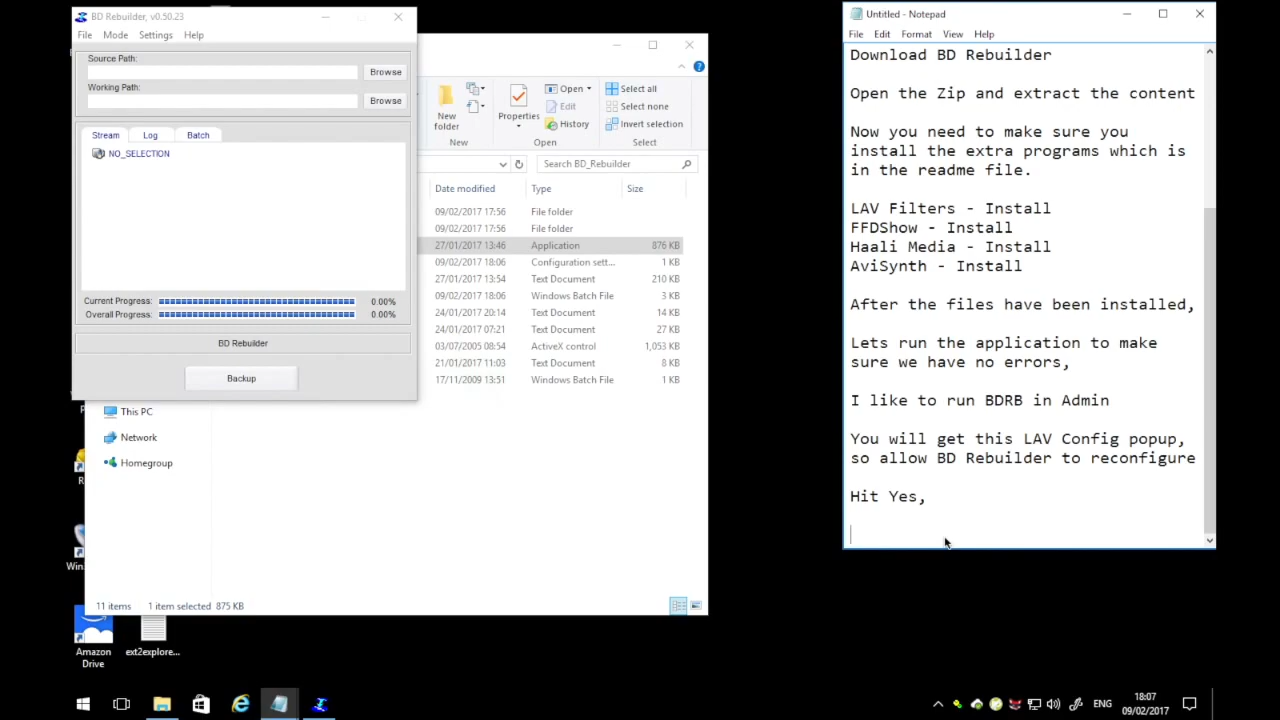 BD Rebuilder, v0.50.23
File Mode Settings Help
Source Path:
Browse
Working Path:
Browse
Stream Log Batch
NO_SELECTION
Current Progress: 0.00%
Overall Progress: 0.00%
BD Rebuilder
Backup
New folder
New
Properties
Open
Edit
History
Open
Select all
Select none
Invert selection
Select
Search BD_Rebuilder
Date modified Type Size
09/02/2017 17:56 File folder
09/02/2017 17:56 File folder
27/01/2017 13:46 Application 876 KB
09/02/2017 18:06 Configuration sett... 1 KB
27/01/2017 13:54 Text Document 210 KB
09/02/2017 18:06 Windows Batch File 3 KB
24/01/2017 20:14 Text Document 14 KB
24/01/2017 07:21 Text Document 27 KB
03/07/2005 08:54 ActiveX control 1,053 KB
21/01/2017 11:03 Text Document 8 KB
17/11/2009 13:51 Windows Batch File 1 KB
This PC
Network
Homegroup
11 items 1 item selected 875 KB
Amazon
Drive
ext2explore...
Untitled - Notepad
File Edit Format View Help
Download BD Rebuilder
Open the Zip and extract the content
Now you need to make sure you
install the extra programs which is
in the readme file.
LAV Filters - Install
FFDShow - Install
Haali Media - Install
AviSynth - Install
After the files have been installed,
Lets run the application to make
sure we have no errors,
I like to run BDRB in Admin
You will get this LAV Config popup,
so allow BD Rebuilder to reconfigure
Hit Yes,
ENG
18:07
09/02/2017